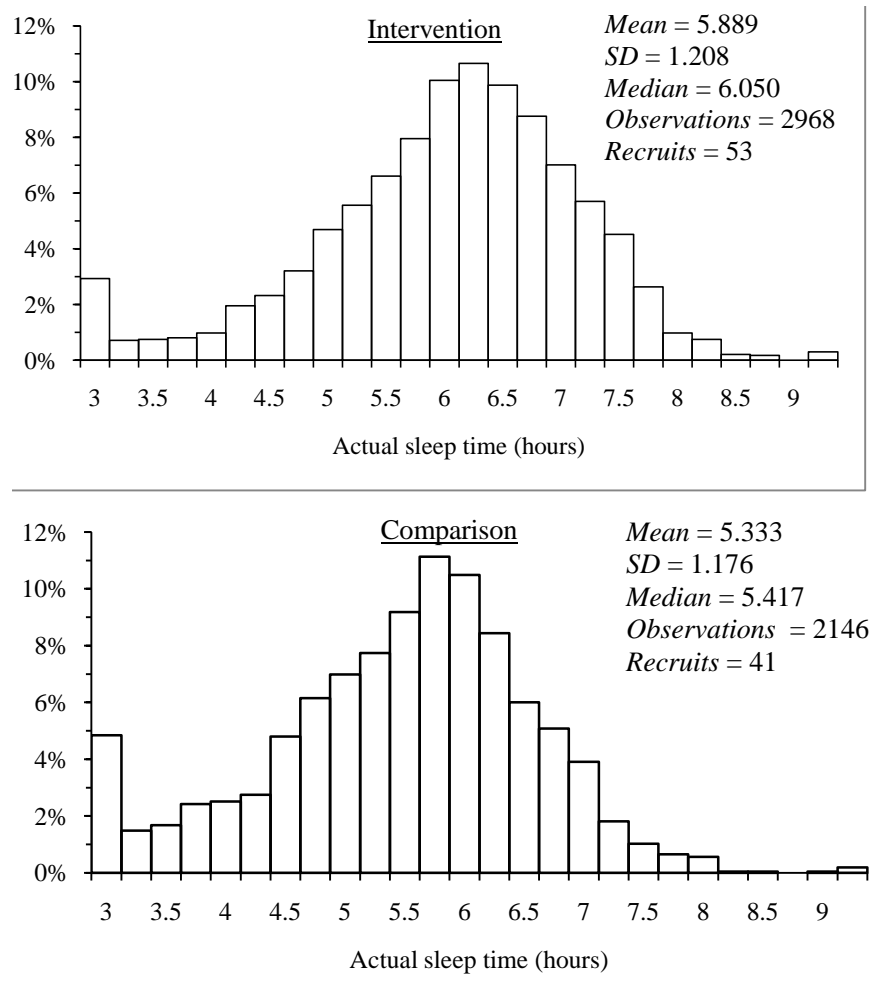 Intervention
Mean = 5.889
SD = 1.208
Median = 6.050
Observations = 2968
Recruits = 53
12%
10%
8%
6%
4%
2%
0%
3 3.5 4 4.5 5 5.5 6 6.5 7 7.5 8 8.5 9
Actual sleep time (hours)
Comparison
Mean = 5.333
SD = 1.176
Median = 5.417
Observations = 2146
Recruits = 41
12%
10%
8%
6%
4%
2%
0%
3 3.5 4 4.5 5 5.5 6 6.5 7 7.5 8 8.5 9
Actual sleep time (hours)